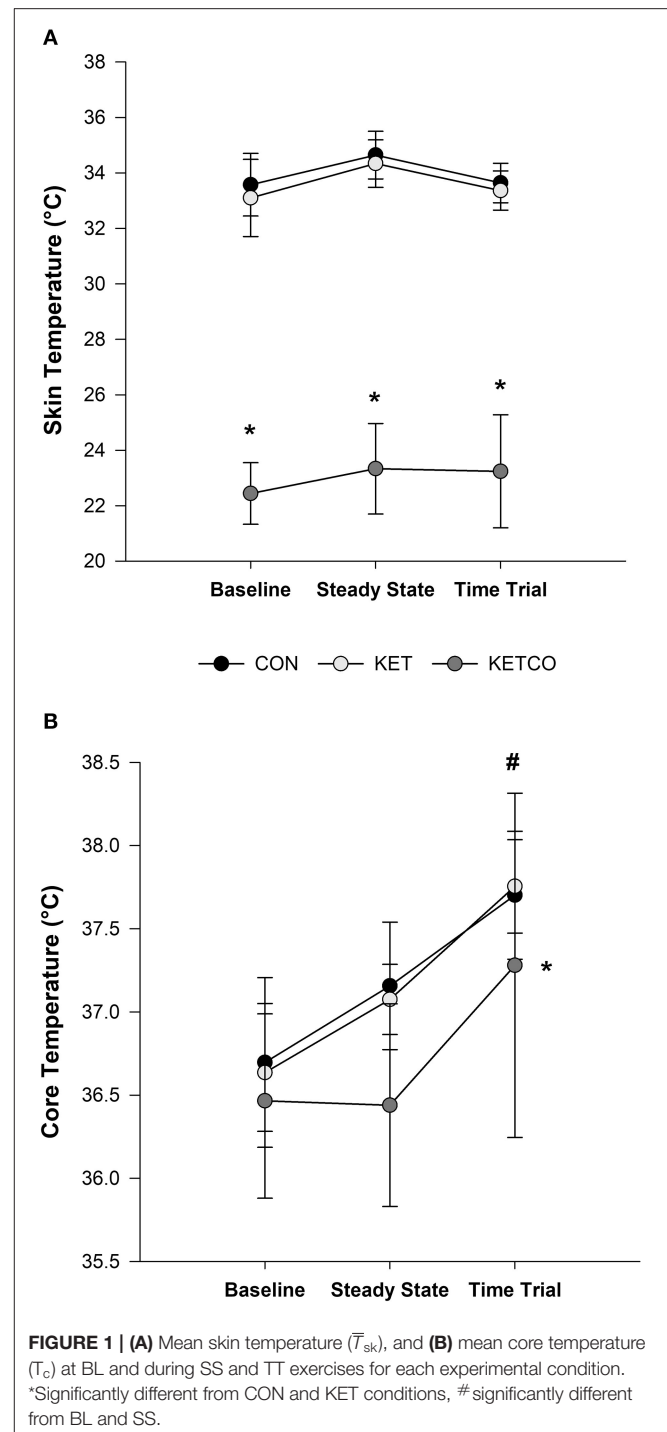 A
38
36
34
32
30
28
26
24
22
20
Skin Temperature (°C)
* * *
Baseline Steady State Time Trial
CON KET KETCO
B
38.5
38.0
37.5
37.0
36.5
36.0
35.5
Core Temperature (°C)
#
*
Baseline Steady State Time Trial
FIGURE 1 | (A) Mean skin temperature (T̅sk), and (B) mean core temperature
(Tc) at BL and during SS and TT exercises for each experimental condition.
*Significantly different from CON and KET conditions, #significantly different
from BL and SS.